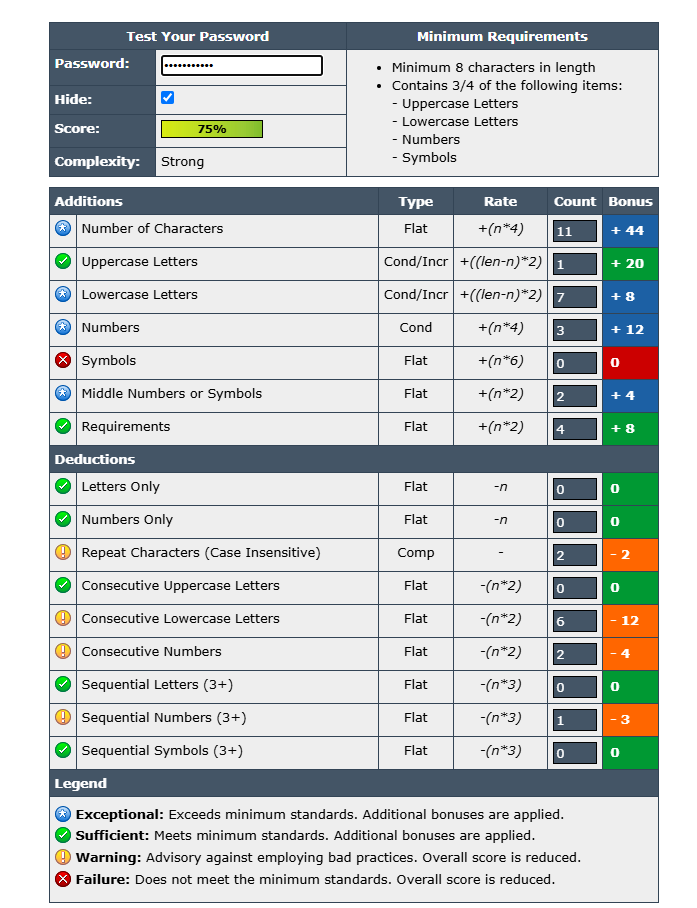 Test Your Password Minimum Requirements
Password: •••••••••••
Hide:
Score: 75%
Complexity: Strong
• Minimum 8 characters in length
• Contains 3/4 of the following items:
- Uppercase Letters
- Lowercase Letters
- Numbers
- Symbols
Additions Type Rate Count Bonus
Number of Characters Flat +(n*4) 11 + 44
Uppercase Letters Cond/Incr +((len-n)*2) 1 + 20
Lowercase Letters Cond/Incr +((len-n)*2) 7 + 8
Numbers Cond +(n*4) 3 + 12
Symbols Flat +(n*6) 0 0
Middle Numbers or Symbols Flat +(n*2) 2 + 4
Requirements Flat +(n*2) 4 + 8
Deductions
Letters Only Flat -n 0 0
Numbers Only Flat -n 0 0
Repeat Characters (Case Insensitive) Comp - 2 - 2
Consecutive Uppercase Letters Flat -(n*2) 0 0
Consecutive Lowercase Letters Flat -(n*2) 6 - 12
Consecutive Numbers Flat -(n*2) 2 - 4
Sequential Letters (3+) Flat -(n*3) 0 0
Sequential Numbers (3+) Flat -(n*3) 1 - 3
Sequential Symbols (3+) Flat -(n*3) 0 0
Legend
Exceptional: Exceeds minimum standards. Additional bonuses are applied.
Sufficient: Meets minimum standards. Additional bonuses are applied.
Warning: Advisory against employing bad practices. Overall score is reduced.
Failure: Does not meet the minimum standards. Overall score is reduced.